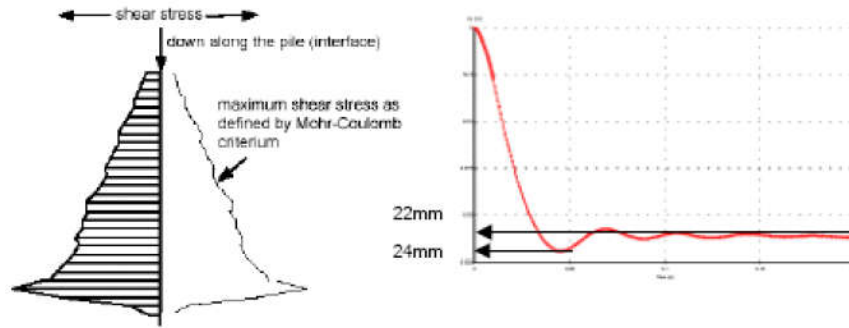 shear stress
down along the pile (interface)
maximum shear stress as
defined by Mohr-Coulomb
criterium
22mm
24mm